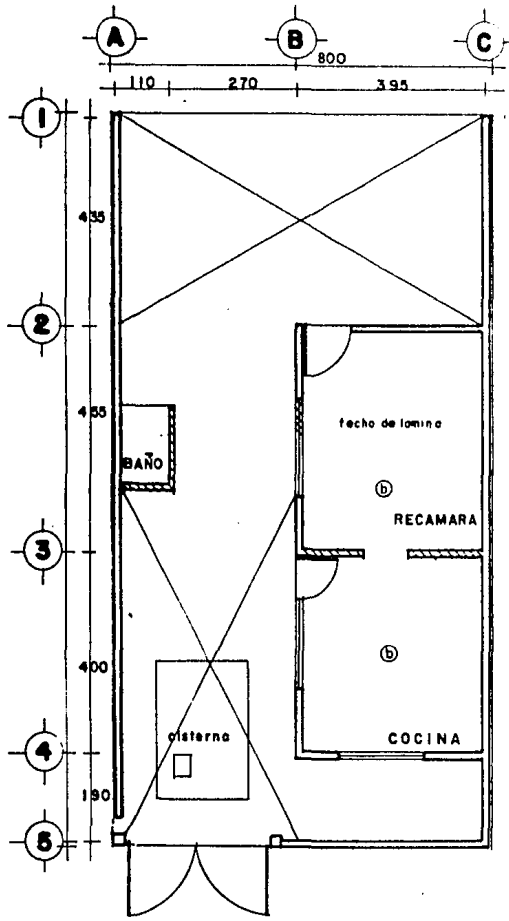 A B C
800
110 270 395
1
435
2
455
techo de lamina
BAÑO
b
RECAMARA
3
b
400
cisterna
COCINA
4
190
5